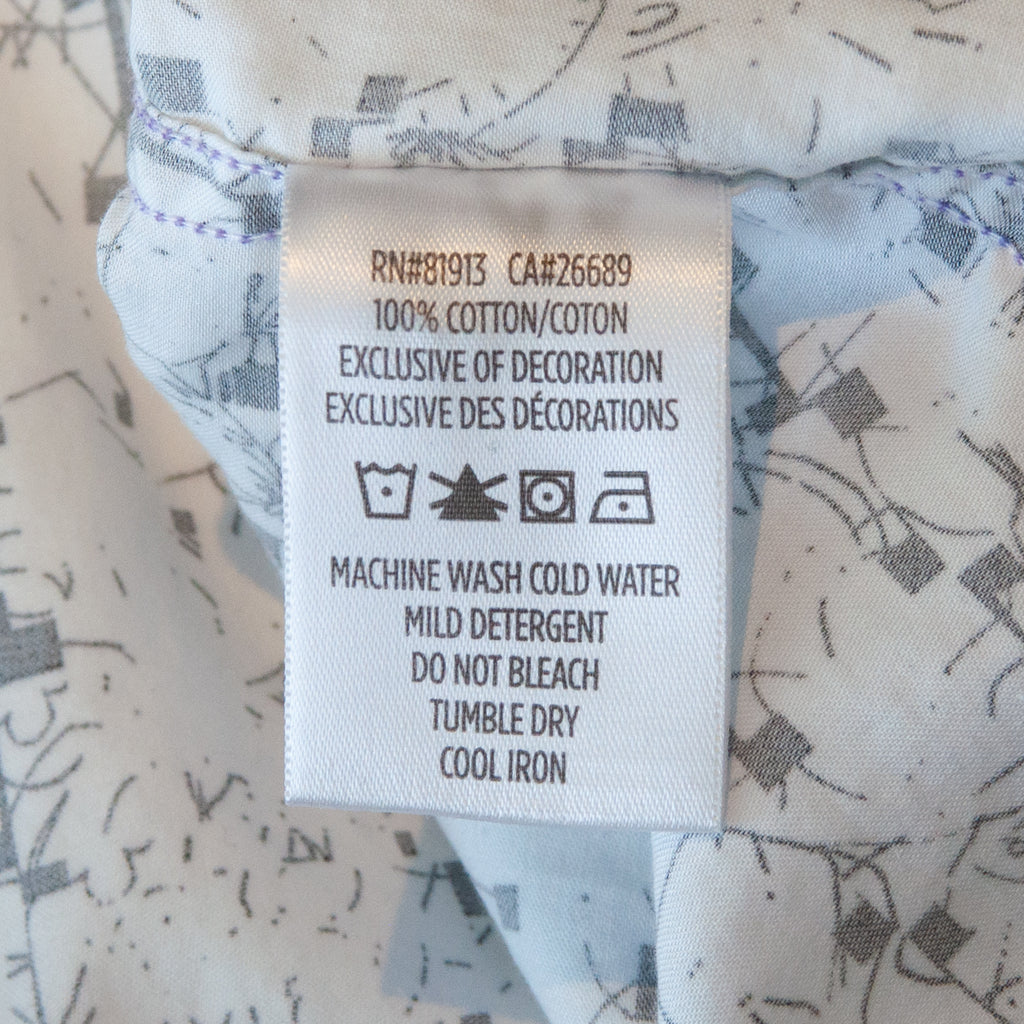 RN#81913 CA#26689
100% COTTON/COTON
EXCLUSIVE OF DECORATION
EXCLUSIVE DES DÉCORATIONS
MACHINE WASH COLD WATER
MILD DETERGENT
DO NOT BLEACH
TUMBLE DRY
COOL IRON